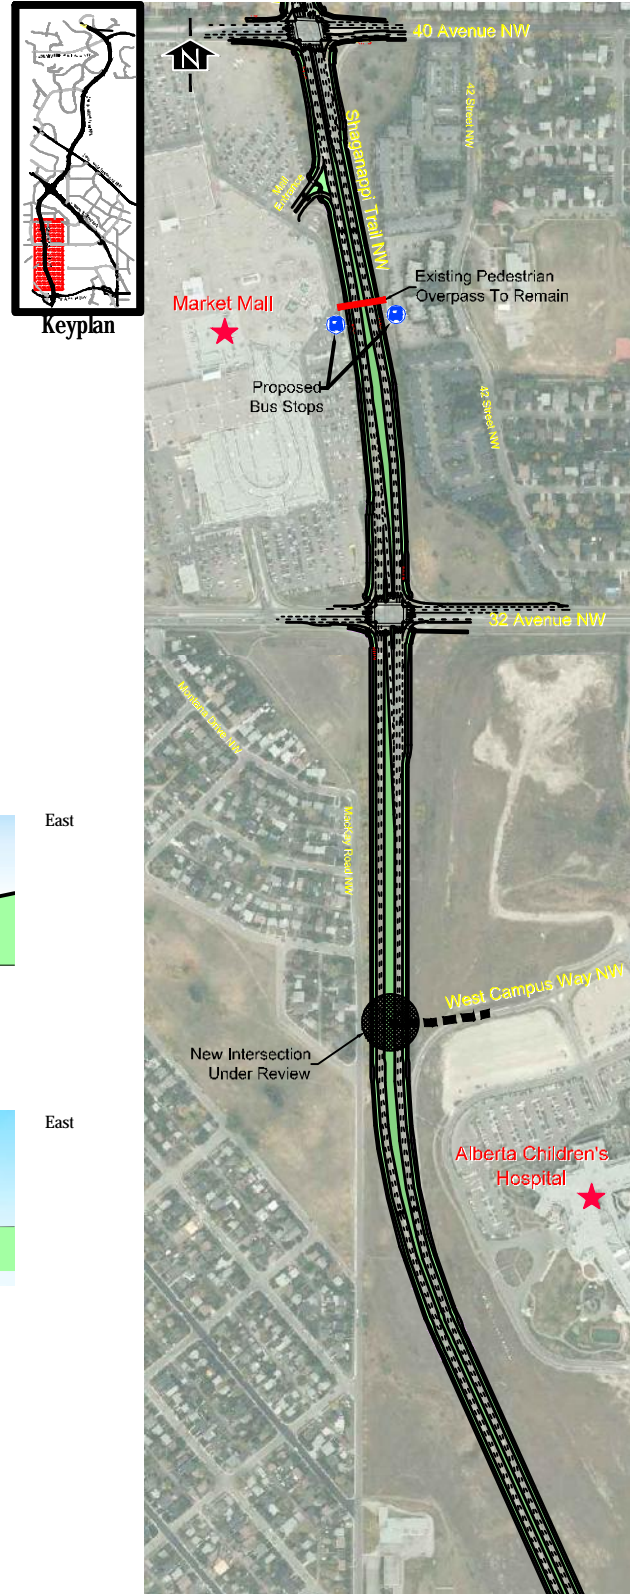 40 Avenue NW
N
42 Street NW
Shaganappi Trail NW
Mall
Entrance
Existing Pedestrian
Overpass To Remain
Market Mall
Keyplan
Proposed
Bus Stops
42 Street NW
32 Avenue NW
Montana Drive NW
MacKay Road NW
East
West Campus Way NW
New Intersection
Under Review
East
Alberta Children's
Hospital